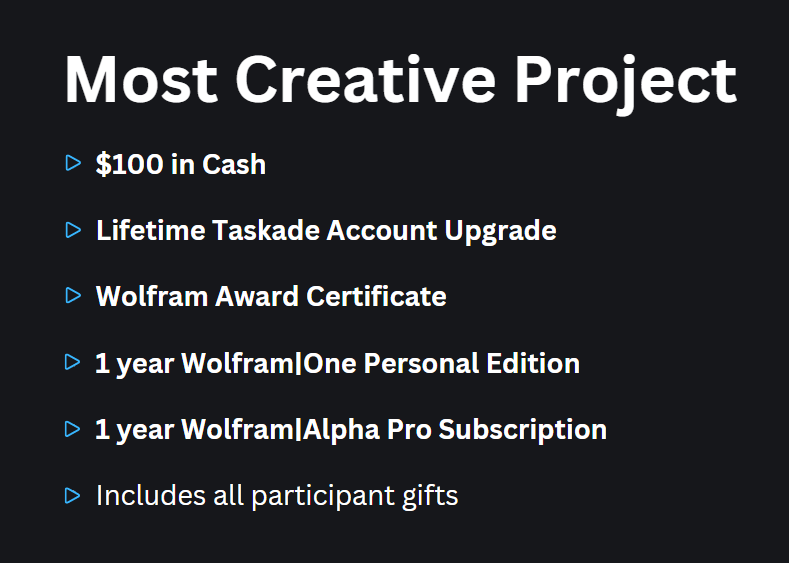 Most Creative Project
$100 in Cash
Lifetime Taskade Account Upgrade
Wolfram Award Certificate
1 year Wolfram|One Personal Edition
1 year Wolfram|Alpha Pro Subscription
Includes all participant gifts